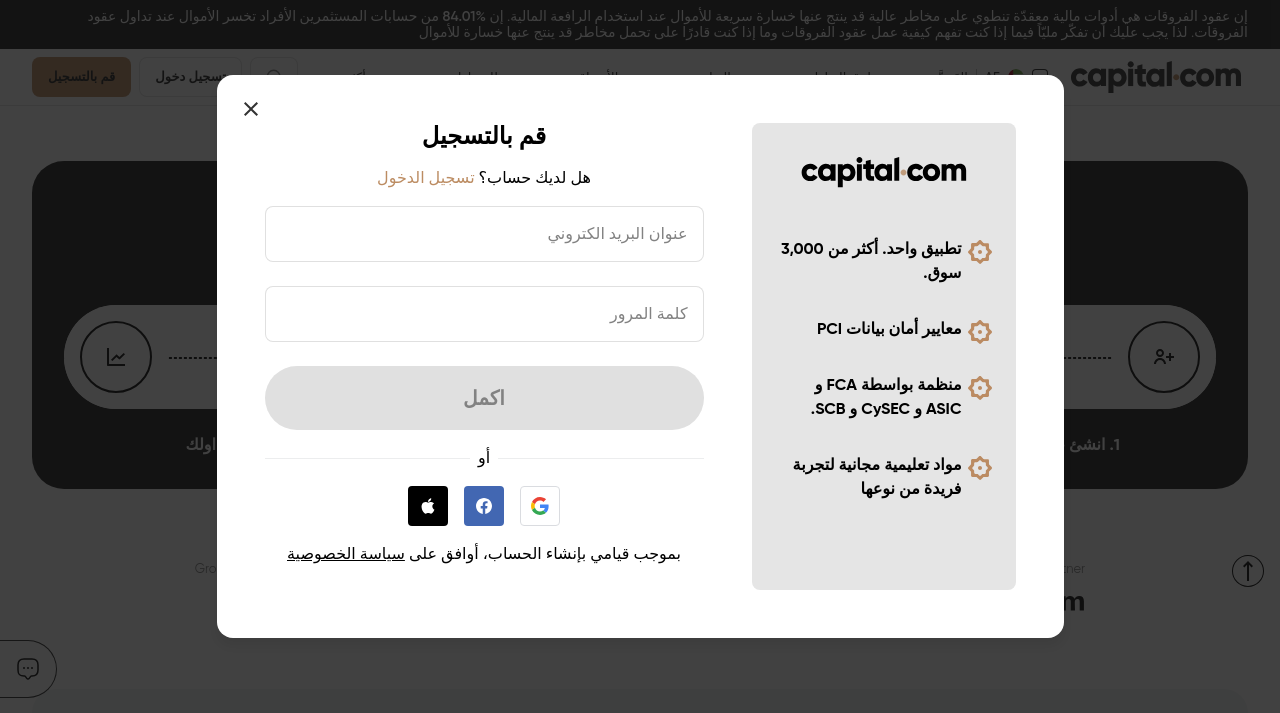 إن عقود الفروقات هي أدوات مالية معقدّة تنطوي على مخاطر عالية قد ينتج عنها خسارة سريعة للأموال عند استخدام الرافعة المالية. إن 84.01% من حسابات المستثمرين الأفراد تخسر الأموال عند تداول عقود
الفروقات. لذا يجب عليك أن تفكّر مليّاً فيما إذا كنت تفهم كيفية عمل عقود الفروقات وما إذا كنت قادرًا على تحمل مخاطر قد ينتج عنها خسارة للأموال
capital.com
تسجيل دخول
قم بالتسجيل
capital.com
تطبيق واحد. أكثر من 3,000
سوق.
معايير أمان بيانات PCI
منظمة بواسطة FCA و
ASIC و CySEC و SCB.
مواد تعليمية مجانية لتجربة
فريدة من نوعها
قم بالتسجيل
هل لديك حساب؟ تسجيل الدخول
عنوان البريد الكتروني
كلمة المرور
اكمل
أو
بموجب قيامي بإنشاء الحساب، أوافق على سياسة الخصوصية
1. انشئ